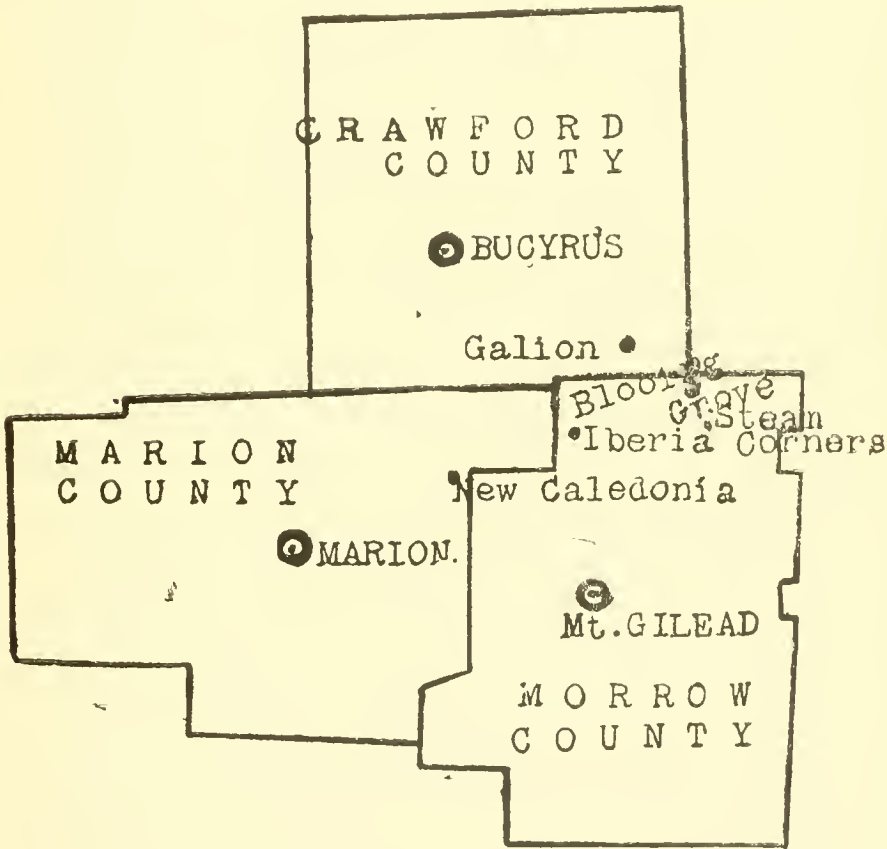 CRAWFORD
COUNTY
BUCYRUS
Galion
Blooming
Grove
Steam
Corners
Iberia
MARION
COUNTY
New Caledonia
MARION.
Mt.GILEAD
MORROW
COUNTY